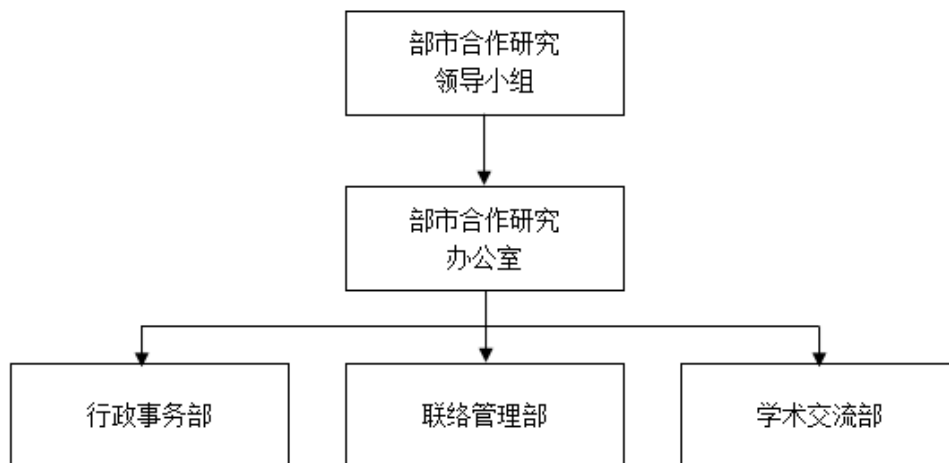 部市合作研究
领导小组
部市合作研究
办公室
行政事务部
联络管理部
学术交流部